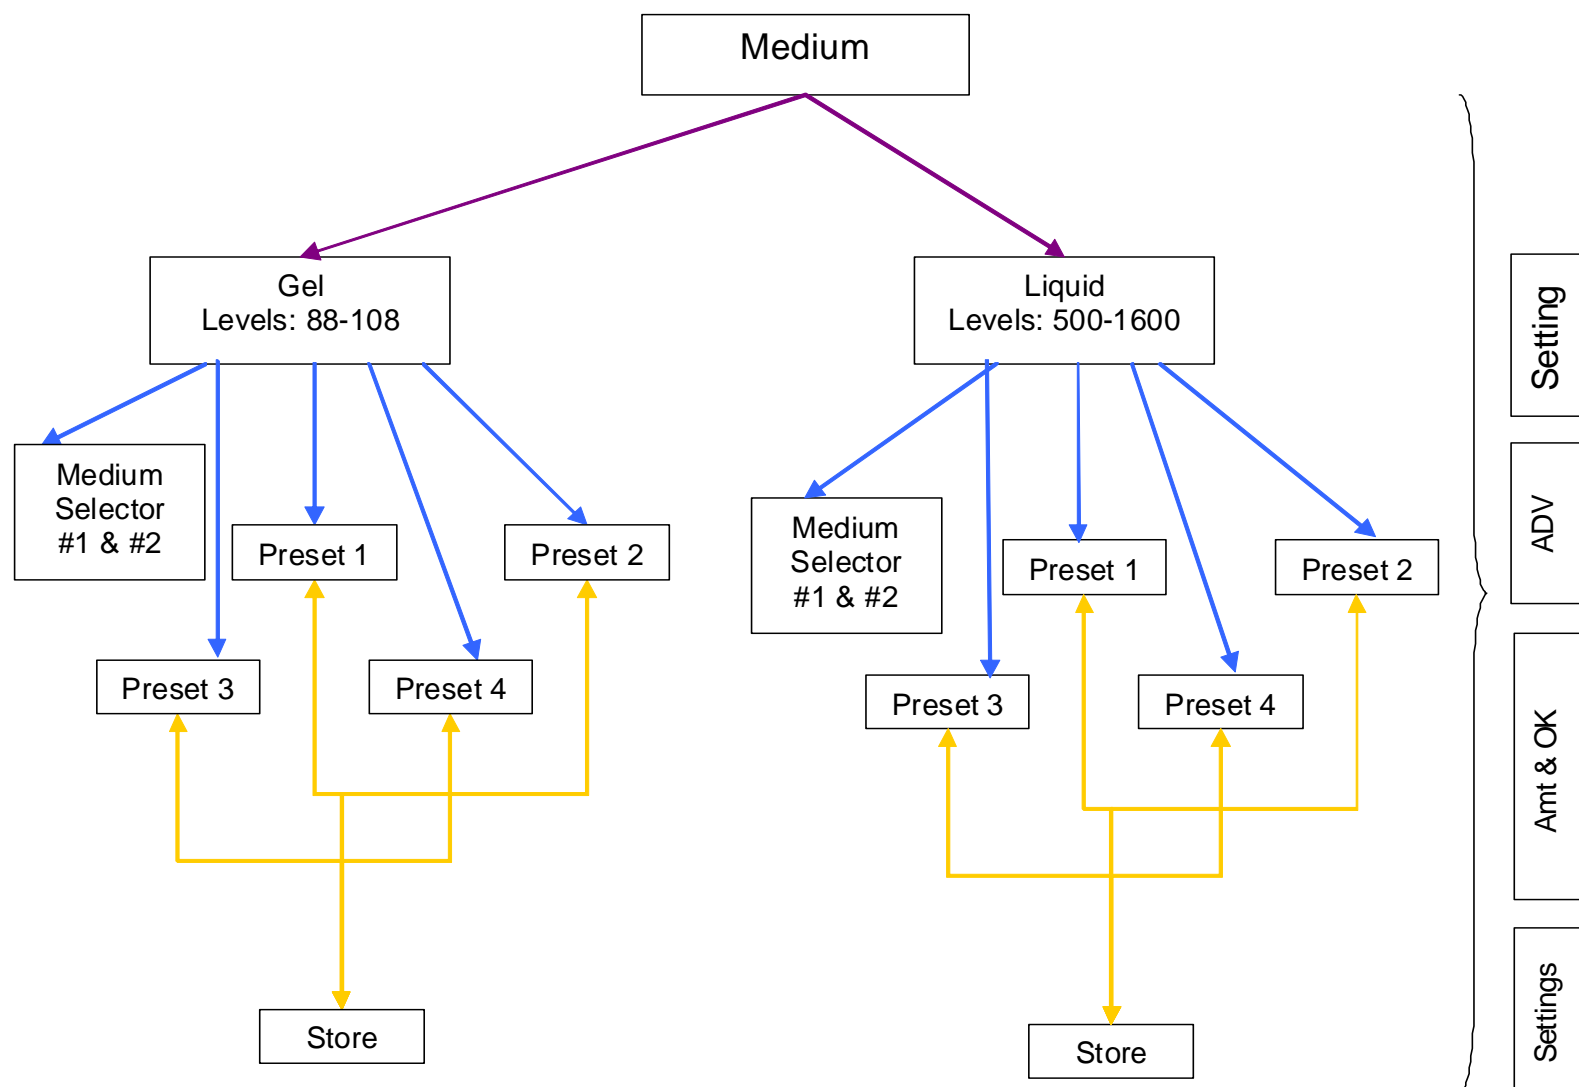 Medium
Gel
Levels: 88-108
Liquid
Levels: 500-1600
Medium
Selector
#1 & #2
Preset 1
Preset 2
Preset 3
Preset 4
Store
Medium
Selector
#1 & #2
Preset 1
Preset 2
Preset 3
Preset 4
Store
Setting
ADV
Amt & OK
Settings